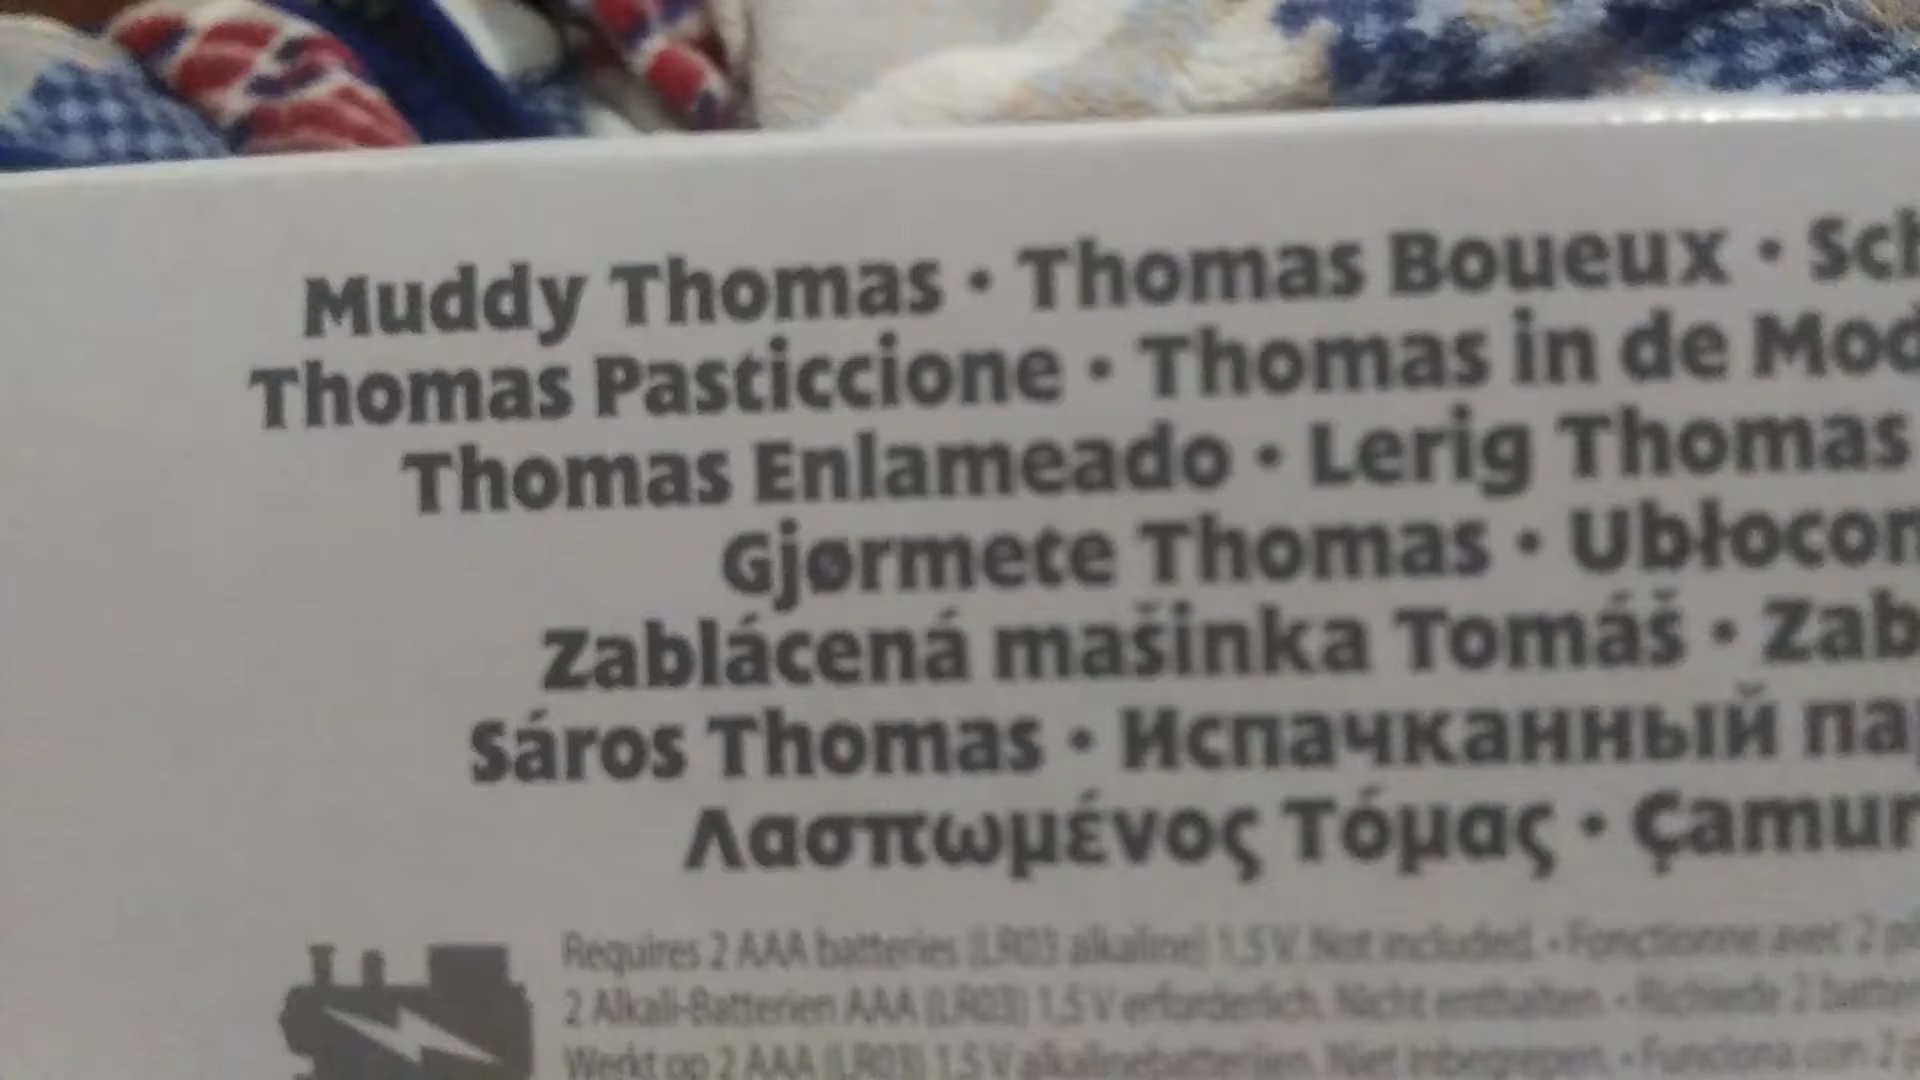 Muddy Thomas • Thomas Boueux •
Thomas Pasticcione • Thomas in de
Thomas Enlameado • Lerig Thomas
Gjørmete Thomas •
Zablácená mašinka Tomáš •
Sáros Thomas • Испачканный
Λασπωμένος Τόμας •
Requires 2 AAA batteries (LR03 alkaline) 1,5 V. Not included. • Fonctionne avec 2
2 Alkali-Batterien AAA (LR03) 1,5 V erforderlich. Nicht enthalten. • Richiede 2
Werkt op 2 AAA (LR03) 1,5 V alkalinebatterijen. Niet inbegrepen. • Funciona con 2